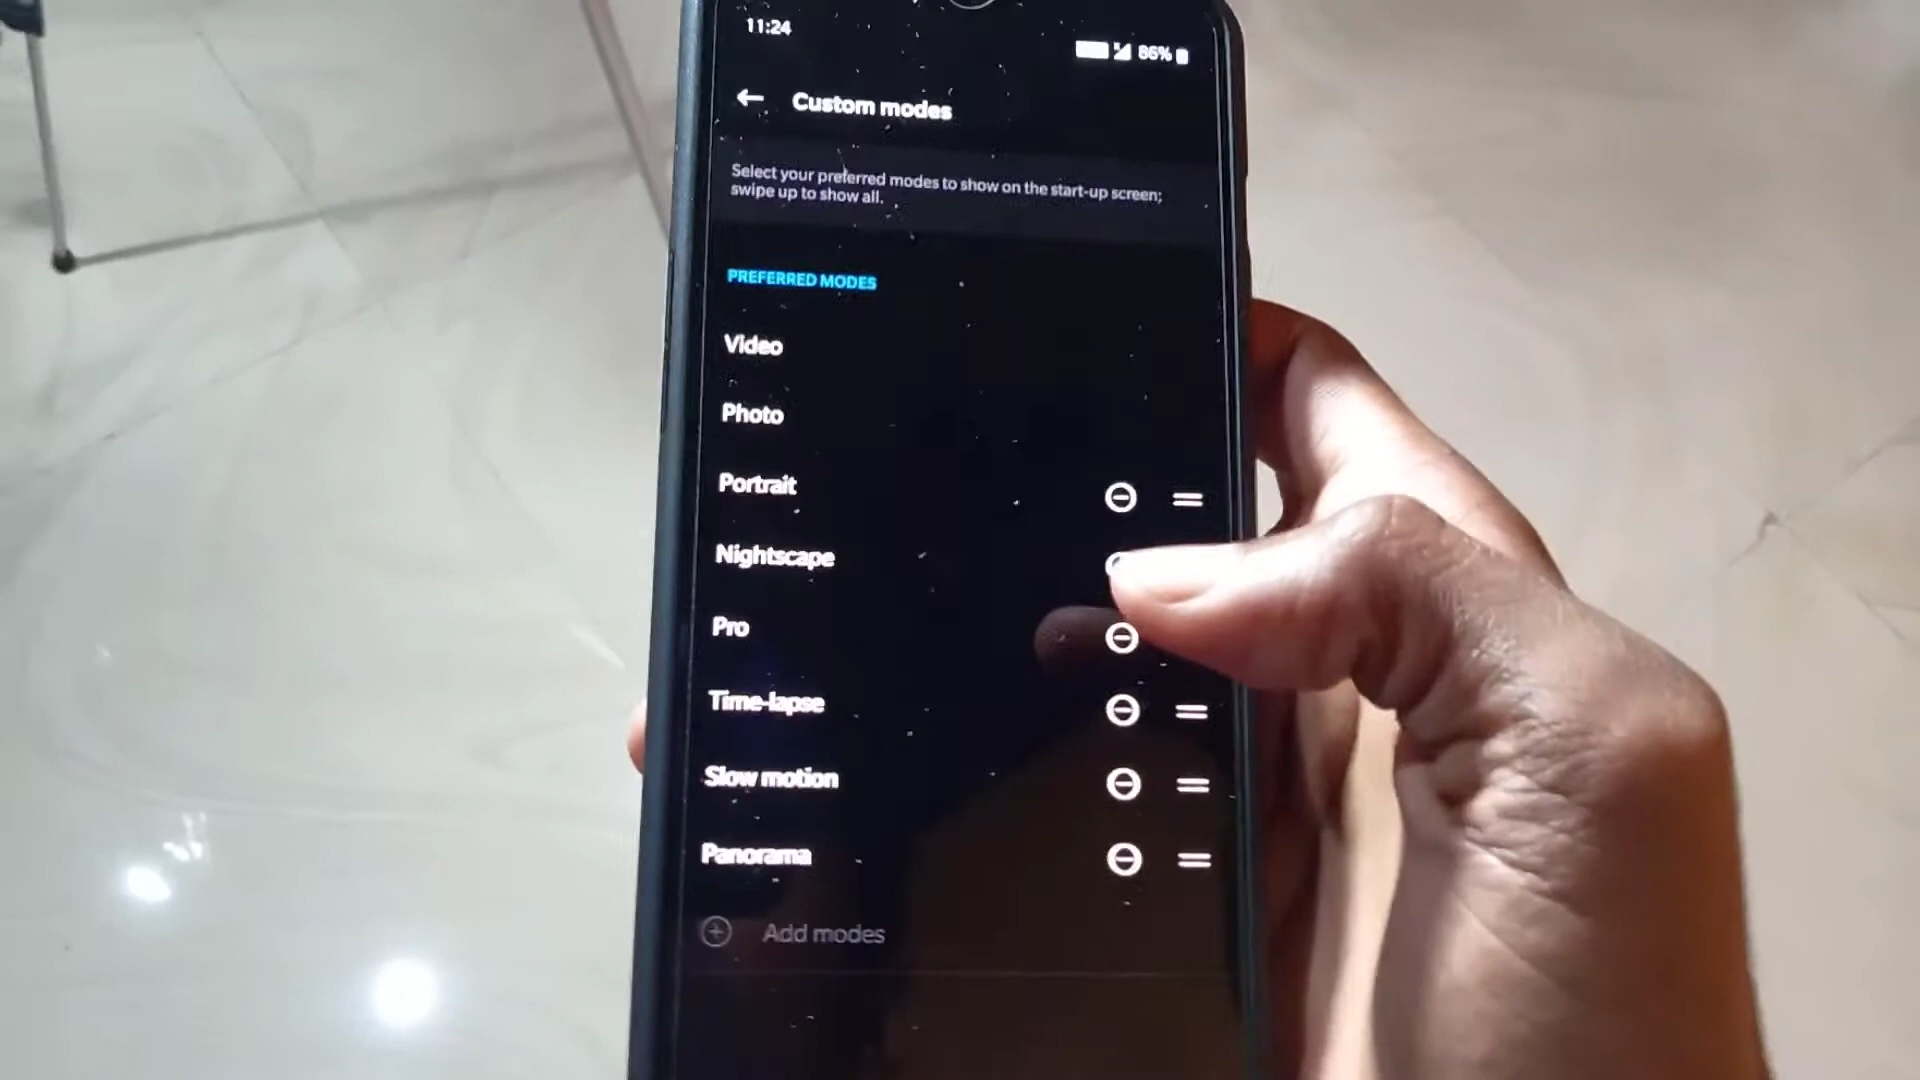 11:24
86%
Custom modes
Select your preferred modes to show on the start-up screen;
swipe up to show all.
PREFERRED MODES
Video
Photo
Portrait
Nightscape
Pro
Time-lapse
Slow motion
Panorama
Add modes